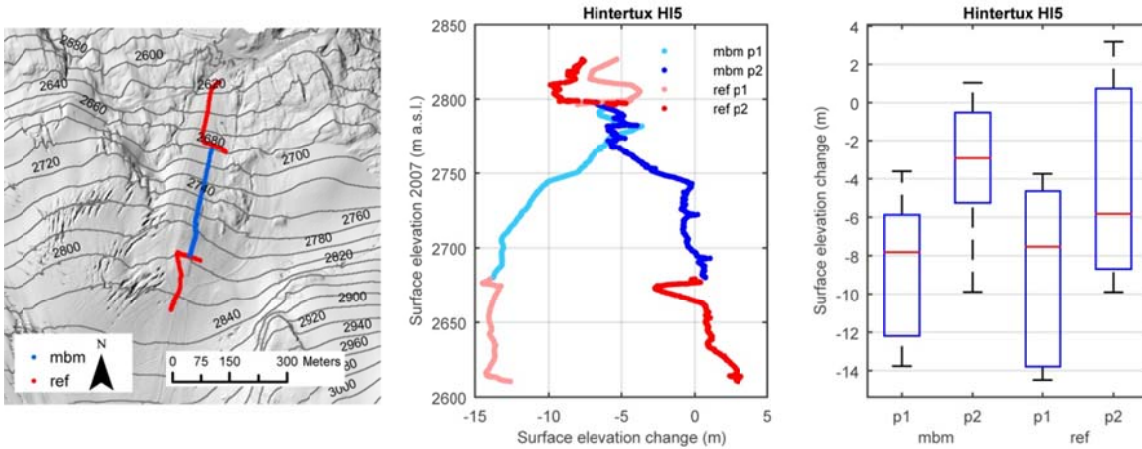 2680
2600
2640
2620
2660
2680
2700
2720
2740
2760
2780
2800
2820
2840
2900
2920
2940
2960
3000
N
mbm
ref
0 75 150 300 Meters
Hintertux HI5
2850
2800
2750
2700
2650
2600
Surface elevation 2007 (m a.s.l.)
mbm p1
mbm p2
ref p1
ref p2
-15 -10 -5 0 5
Surface elevation change (m)
Hintertux HI5
4
2
0
-2
-4
-6
-8
-10
-12
-14
Surface elevation change (m)
p1 p2 p1 p2
mbm ref